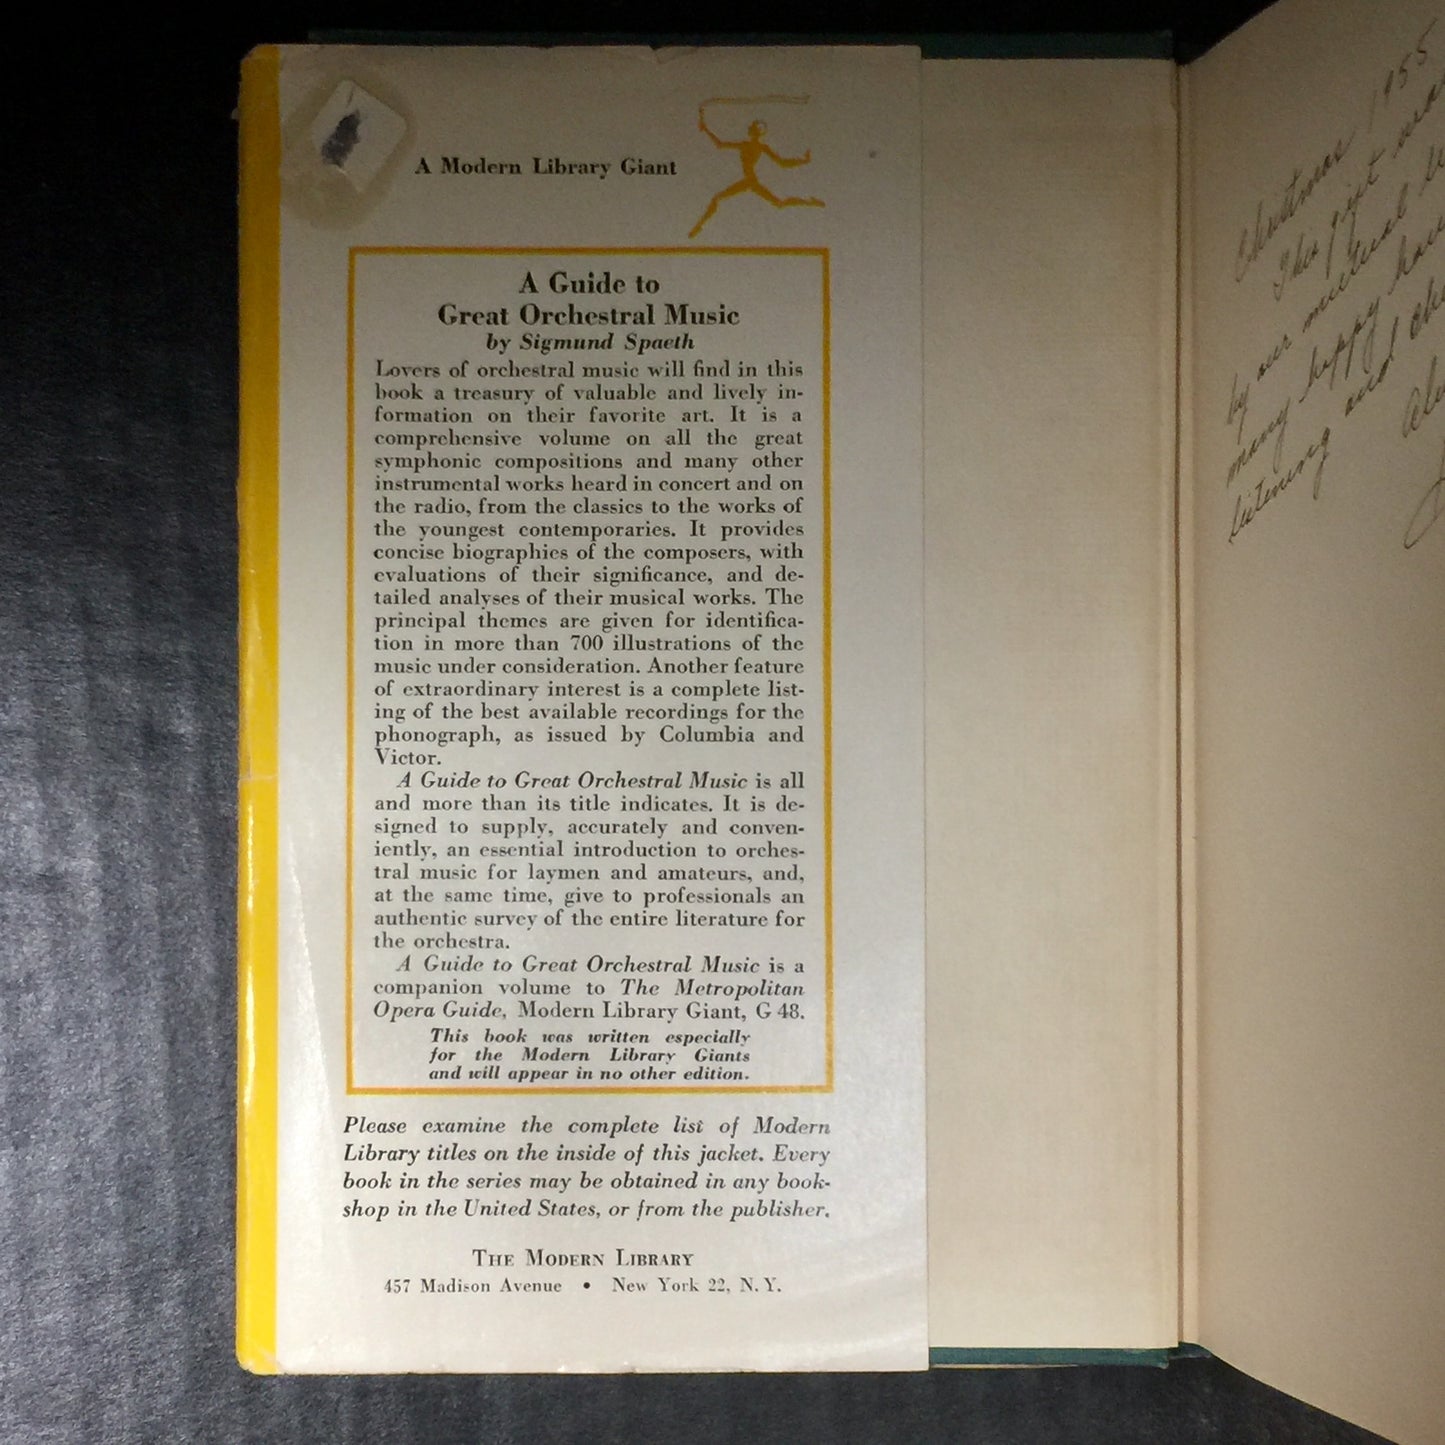 A Modern Library Giant
A Guide to
Great Orchestral Music
by Sigmund Spaeth
Lovers of orchestral music will find in this
book a treasury of valuable and lively in-
formation on their favorite art. It is a
comprehensive volume on all the great
symphonic compositions and many other
instrumental works heard in concert and on
the radio, from the classics to the works of
the youngest contemporaries. It provides
concise biographies of the composers, with
evaluations of their significance, and de-
tailed analyses of their musical works. The
principal themes are given for identifica-
tion in more than 700 illustrations of the
music under consideration. Another feature
of extraordinary interest is a complete list-
ing of the best available recordings for the
phonograph, as issued by Columbia and
Victor.
A Guide to Great Orchestral Music is all
and more than its title indicates. It is de-
signed to supply, accurately and conven-
iently, an essential introduction to orches-
tral music for laymen and amateurs, and,
at the same time, give to professionals an
authentic survey of the entire literature for
the orchestra.
A Guide to Great Orchestral Music is a
companion volume to The Metropolitan
Opera Guide, Modern Library Giant, G 48.
This book was written especially
for the Modern Library Giants
and will appear in no other edition.
Please examine the complete list of Modern
Library titles on the inside of this jacket. Every
book in the series may be obtained in any book-
shop in the United States, or from the publisher.
THE MODERN LIBRARY
457 Madison Avenue • New York 22, N. Y.
Christmas 1955
This gift
by our mutual
many happy
listening and